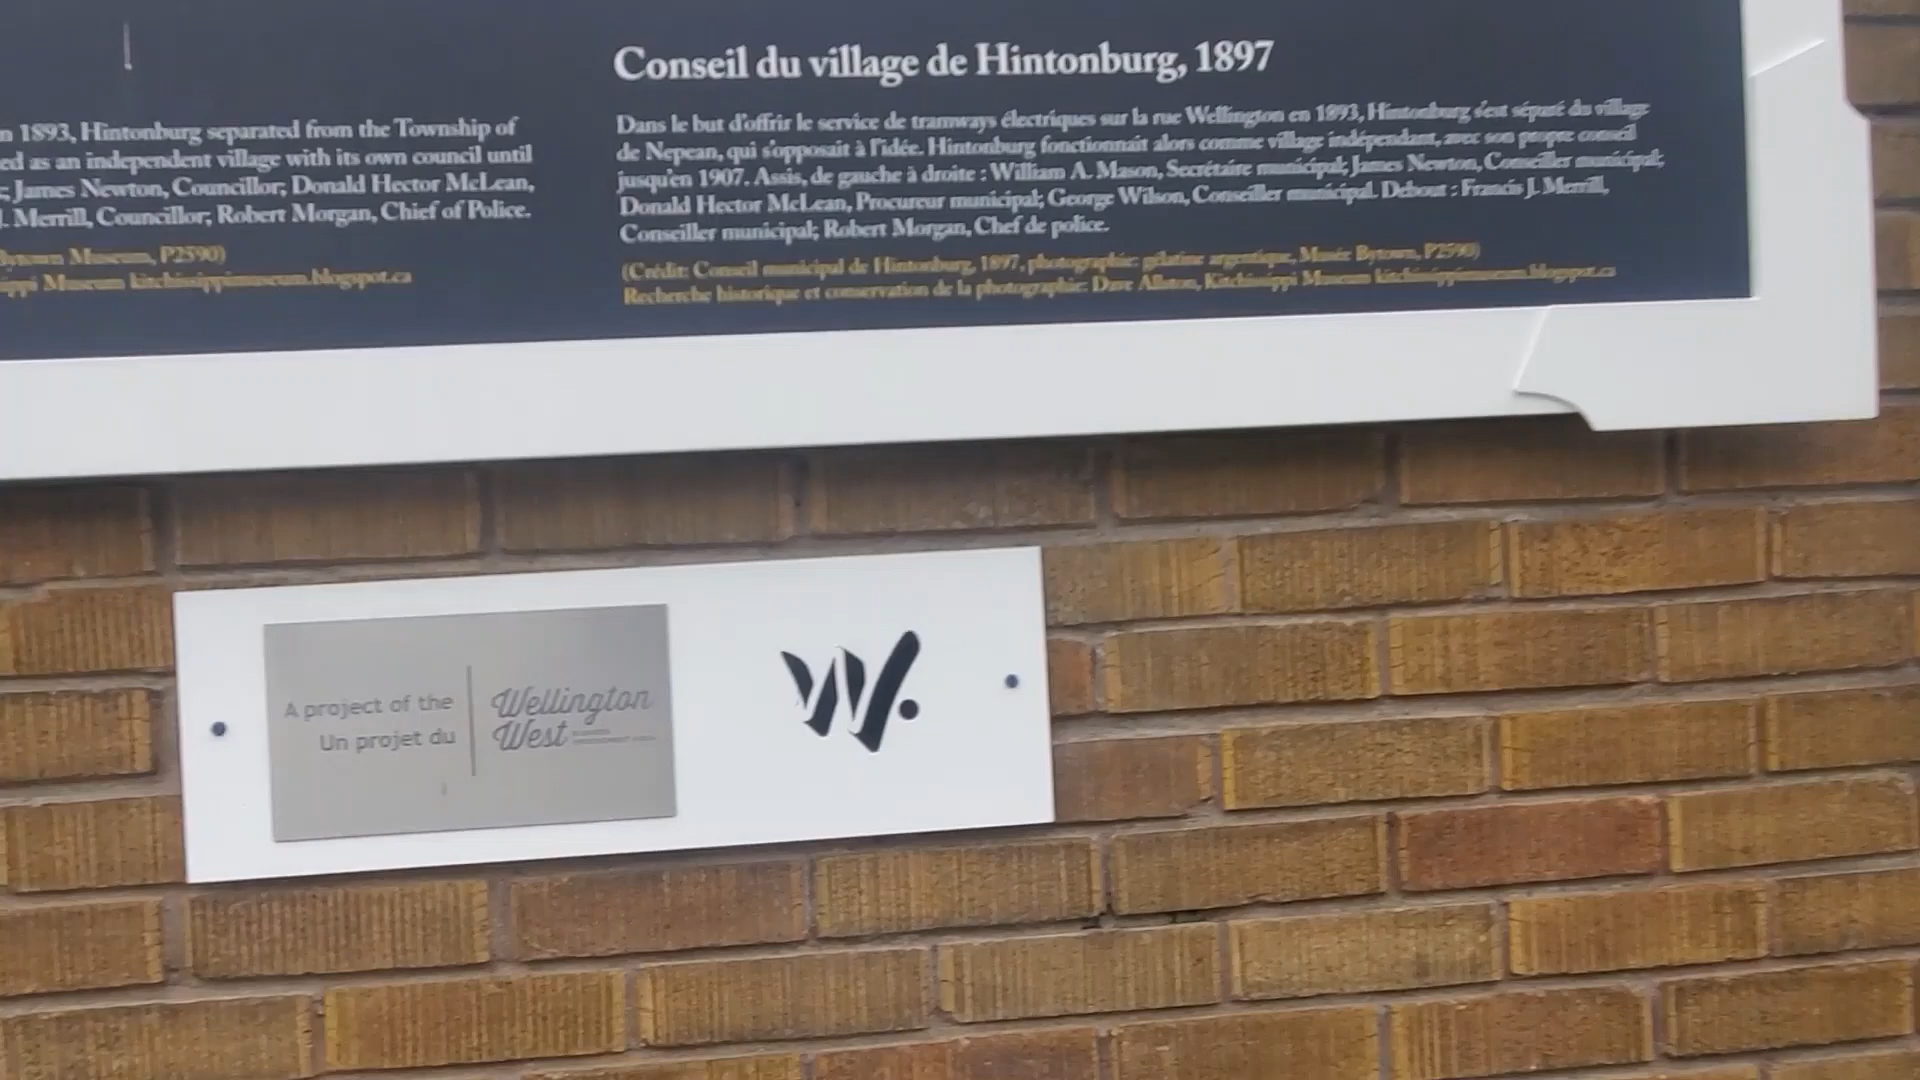 n 1893, Hintonburg separated from the Township of
ed as an independent village with its own council until
; James Newton, Councillor; Donald Hector McLean,
J. Merrill, Councillor; Robert Morgan, Chief of Police.
Bytown Museum, P2590)
ippi Museum kitchissippimuseum.blogspot.ca
Conseil du village de Hintonburg, 1897
Dans le but d'offrir le service de tramways électriques sur la rue Wellington en 1893, Hintonburg s'est séparé du village
de Nepean, qui s'opposait à l'idée. Hintonburg fonctionnait alors comme village indépendant, avec son propre conseil
jusqu'en 1907. Assis, de gauche à droite : William A. Mason, Secrétaire municipal; James Newton, Conseiller municipal;
Donald Hector McLean, Procureur municipal; George Wilson, Conseiller municipal. Debout : Francis J. Merrill,
Conseiller municipal; Robert Morgan, Chef de police.
(Crédit: Conseil municipal de Hintonburg, 1897, photographie: gélatine argentique, Musée Bytown, P2590)
Recherche historique et conservation de la photographie: Dave Allston, Kitchissippi Museum kitchissippimuseum.blogspot.ca
A project of the
Un projet du
Wellington
West
W.